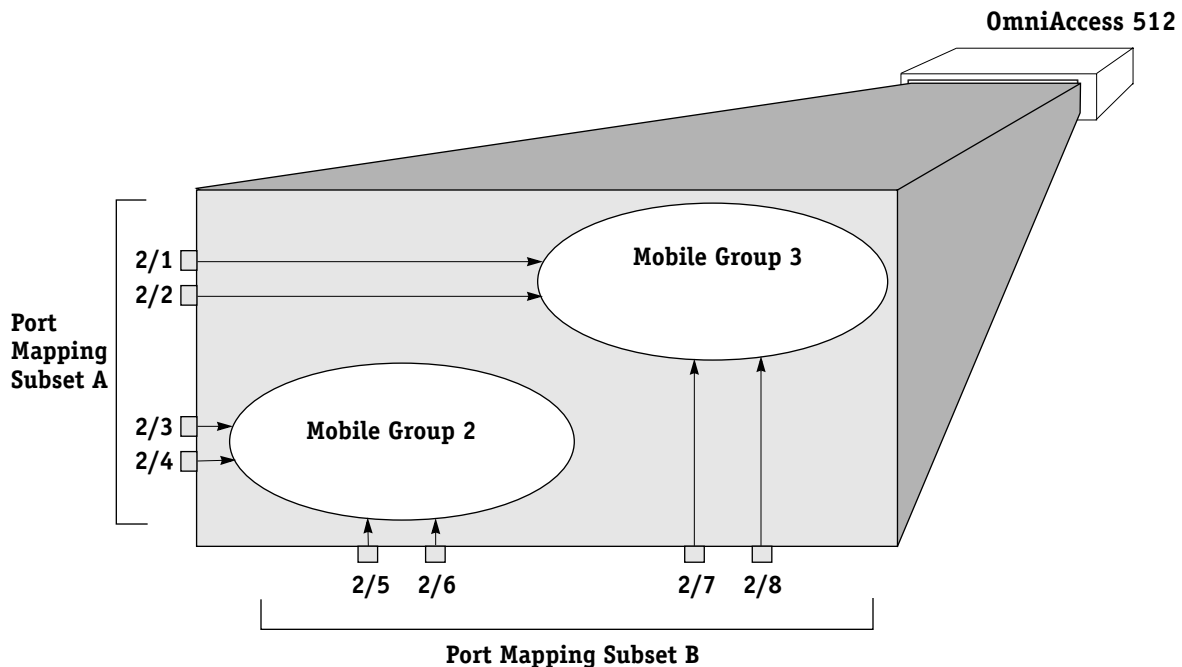 OmniAccess 512
Mobile Group 3
2/1
2/2
Port
Mapping
Subset A
2/3
2/4
Mobile Group 2
2/5
2/6
2/7
2/8
Port Mapping Subset B